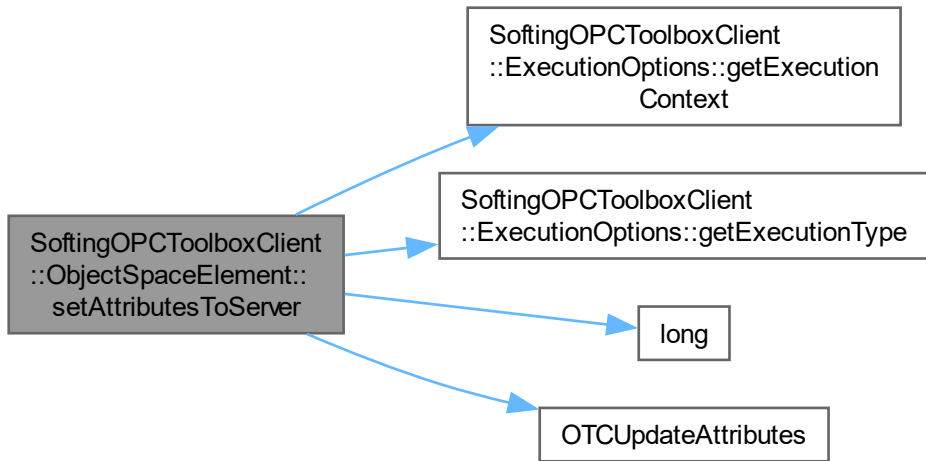 SoftingOPCToolboxClient
::ExecutionOptions::getExecution
Context
SoftingOPCToolboxClient
::ExecutionOptions::getExecutionType
SoftingOPCToolboxClient
::ObjectSpaceElement::
setAttributesToServer
long
OTCUpdateAttributes